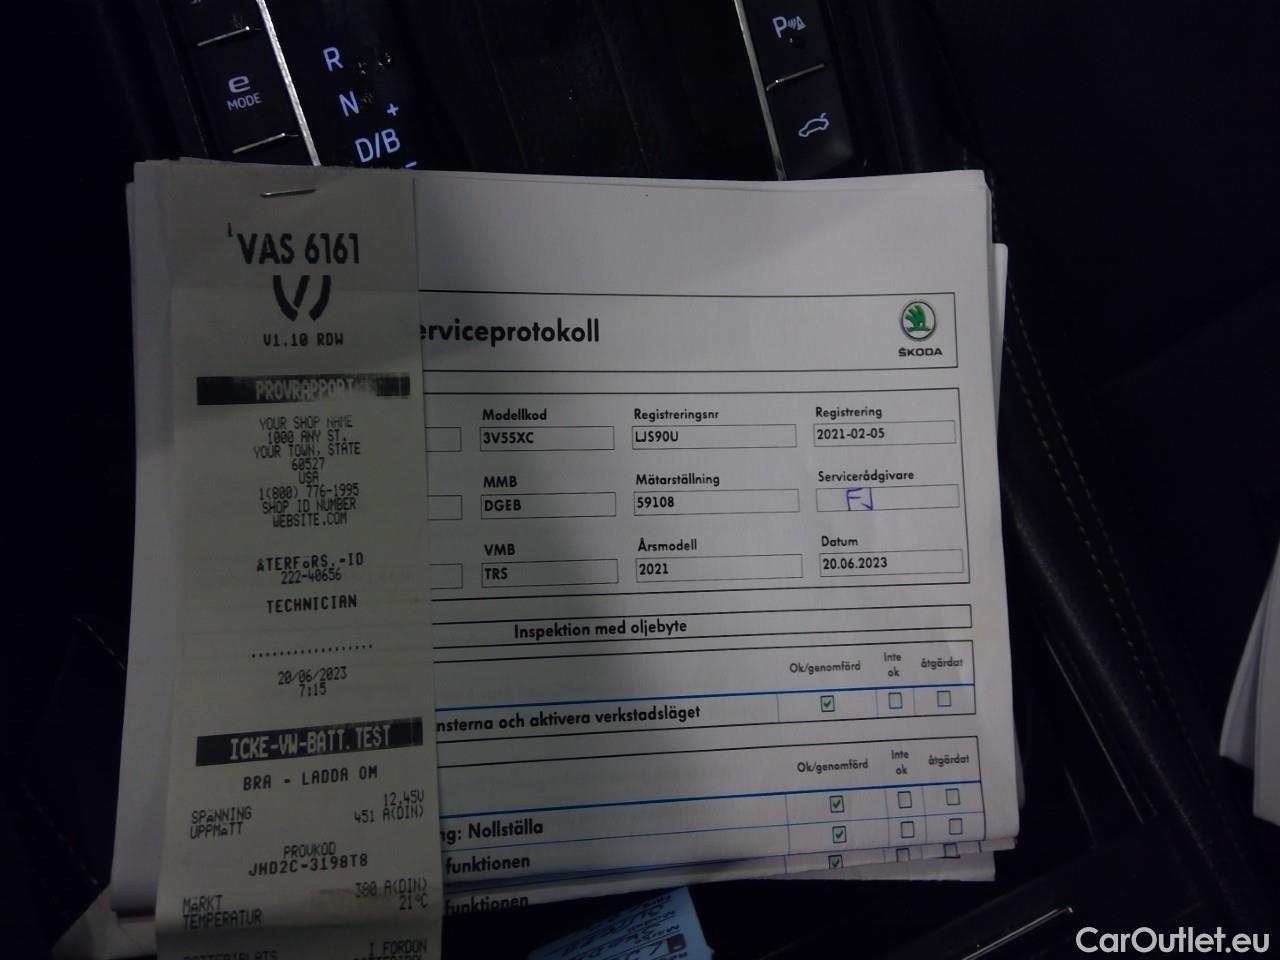 e
MODE
R
N
+
D/B
P
VAS 6161
V1.10 RDW
PROVRAPPORT
YOUR SHOP NAME
1000 ANY ST.
YOUR TOWN, STATE
60527
USA
1(800) 776-1995
SHOP ID NUMBER
WEBSITE.COM
ÅTERFÖRS.-ID
222-40656
TECHNICIAN
..................
20/06/2023
7:15
ICKE-VW-BATT.TEST
BRA - LADDA OM
SPÄNNING 12.45V
UPPMÄTT 451 A(DIN)
PROVKOD
JHD2C-3198T8
MÄRKT 380 A(DIN)
TEMPERATUR 21°C
I FORDON
erviceprotokoll
ŠKODA
Modellkod Registreringsnr Registrering
3V55XC LJS90U 2021-02-05
MMB Mätarställning Servicerådgivare
DGEB 59108 FJ
VMB Årsmodell Datum
TRS 2021 20.06.2023
Inspektion med oljebyte
Ok/genomförd Inte ok åtgärdat
nsterna och aktivera verkstadsläget
Ok/genomförd Inte ok åtgärdat
g: Nollställa
funktionen
funktionen
CarOutlet.eu